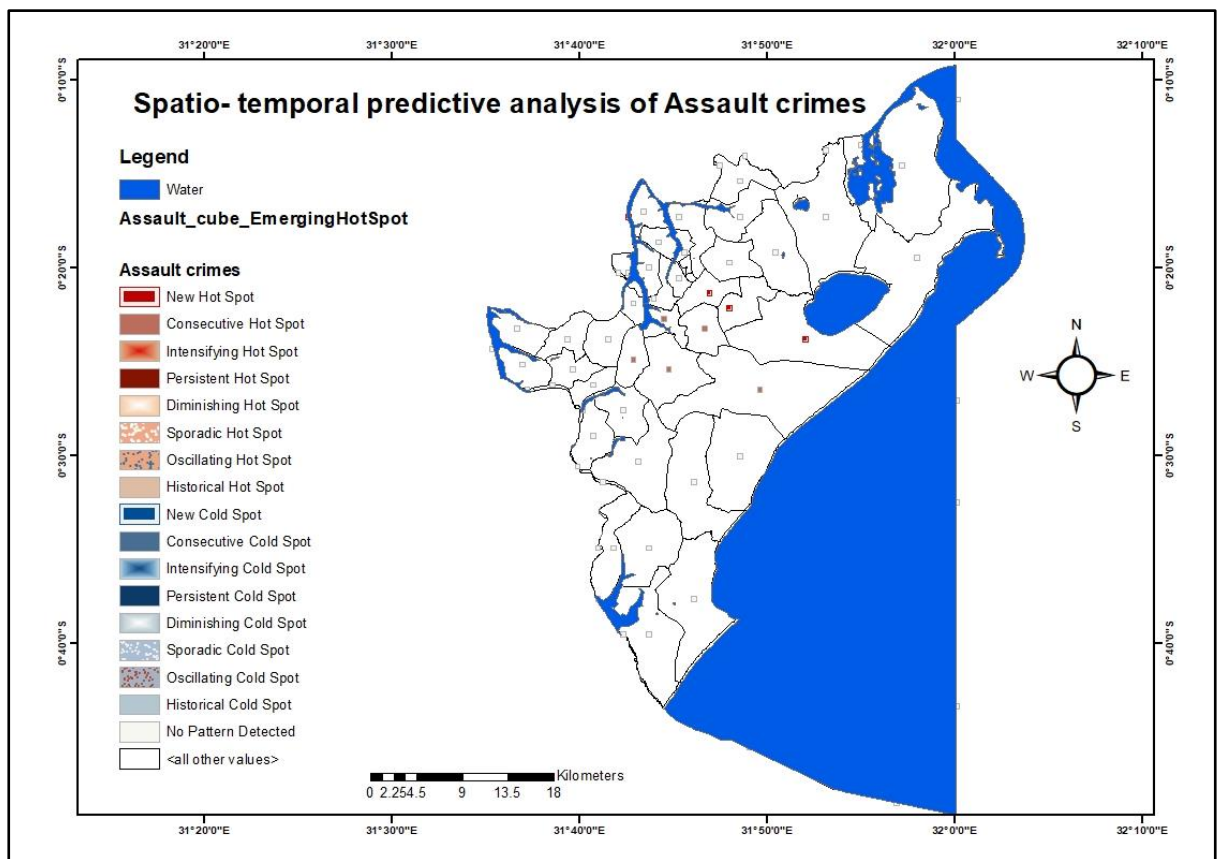 31°20'0"E 31°30'0"E 31°40'0"E 31°50'0"E 32°0'0"E 32°10'0"E
0°10'0"S 0°10'0"S
Spatio- temporal predictive analysis of Assault crimes
Legend
Water
Assault_cube_EmergingHotSpot
Assault crimes
New Hot Spot
Consecutive Hot Spot
Intensifying Hot Spot
Persistent Hot Spot
Diminishing Hot Spot
Sporadic Hot Spot
Oscillating Hot Spot
Historical Hot Spot
New Cold Spot
Consecutive Cold Spot
Intensifying Cold Spot
Persistent Cold Spot
Diminishing Cold Spot
Sporadic Cold Spot
Oscillating Cold Spot
Historical Cold Spot
No Pattern Detected
<all other values>
0°20'0"S 0°20'0"S
N
W E
S
0°30'0"S 0°30'0"S
0°40'0"S 0°40'0"S
Kilometers
0 2.254.5 9 13.5 18
31°20'0"E 31°30'0"E 31°40'0"E 31°50'0"E 32°0'0"E 32°10'0"E